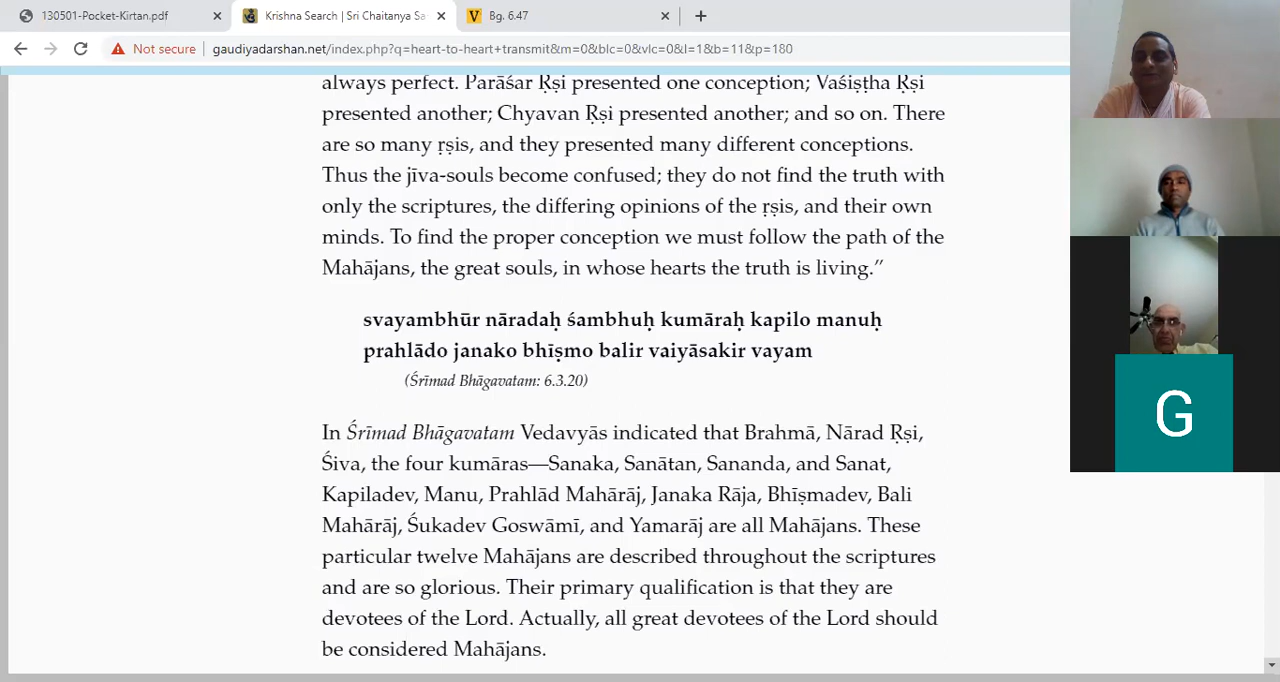 130501-Pocket-Kirtan.pdf
Krishna Search | Sri Chaitanya Sa
V Bg. 6.47
Not secure gaudiyadarshan.net/index.php?q=heart-to-heart+transmit&m=0&blc=0&vlc=0&l=1&b=11&p=180
always perfect. Parāśar Ṛṣi presented one conception; Vaśiṣṭha Ṛṣi
presented another; Chyavan Ṛṣi presented another; and so on. There
are so many ṛṣis, and they presented many different conceptions.
Thus the jīva-souls become confused; they do not find the truth with
only the scriptures, the differing opinions of the ṛṣis, and their own
minds. To find the proper conception we must follow the path of the
Mahājans, the great souls, in whose hearts the truth is living.”
svayambhūr nāradaḥ śambhuḥ kumāraḥ kapilo manuḥ
prahlādo janako bhīṣmo balir vaiyāsakir vayam
(Śrīmad Bhāgavatam: 6.3.20)
In Śrīmad Bhāgavatam Vedavyās indicated that Brahmā, Nārad Ṛṣi,
Śiva, the four kumāras—Sanaka, Sanātan, Sananda, and Sanat,
Kapiladev, Manu, Prahlād Mahārāj, Janaka Rāja, Bhīṣmadev, Bali
Mahārāj, Śukadev Goswāmī, and Yamarāj are all Mahājans. These
particular twelve Mahājans are described throughout the scriptures
and are so glorious. Their primary qualification is that they are
devotees of the Lord. Actually, all great devotees of the Lord should
be considered Mahājans.
G